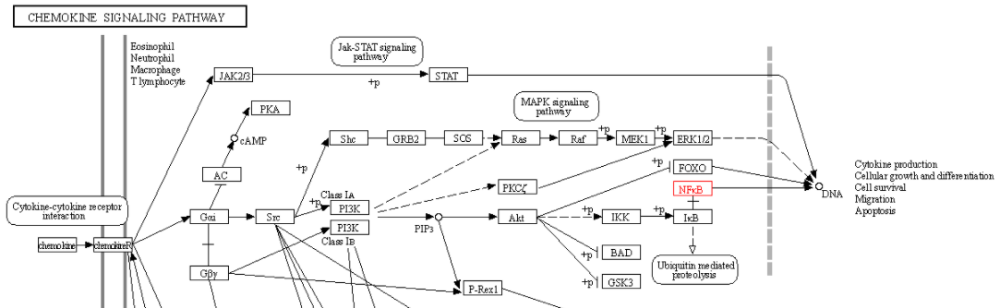 CHEMOKINE SIGNALING PATHWAY
Eosinophil
Neutrophil
Macrophage
T lymphocyte
Jak-STAT signaling
pathway
JAK2/3
+p
STAT
PKA
cAMP
AC
MAPK signaling
pathway
Shc
GRB2
SOS
Ras
Raf
+p
MEK1
+p
ERK1/2
+p
+p
FOXO
Cytokine production
Cellular growth and differentiation
Cell survival
Migration
Apoptosis
DNA
NFκB
PKCζ
Class IA
+p
PI3K
Cytokine-cytokine receptor
interaction
Gαi
Src
PI3K
Class IB
PIP3
Akt
+p
IKK
+p
IκB
chemokine
chemokineR
+p
BAD
+p
GSK3
Ubiquitin mediated
proteolysis
Gβγ
P-Rex1